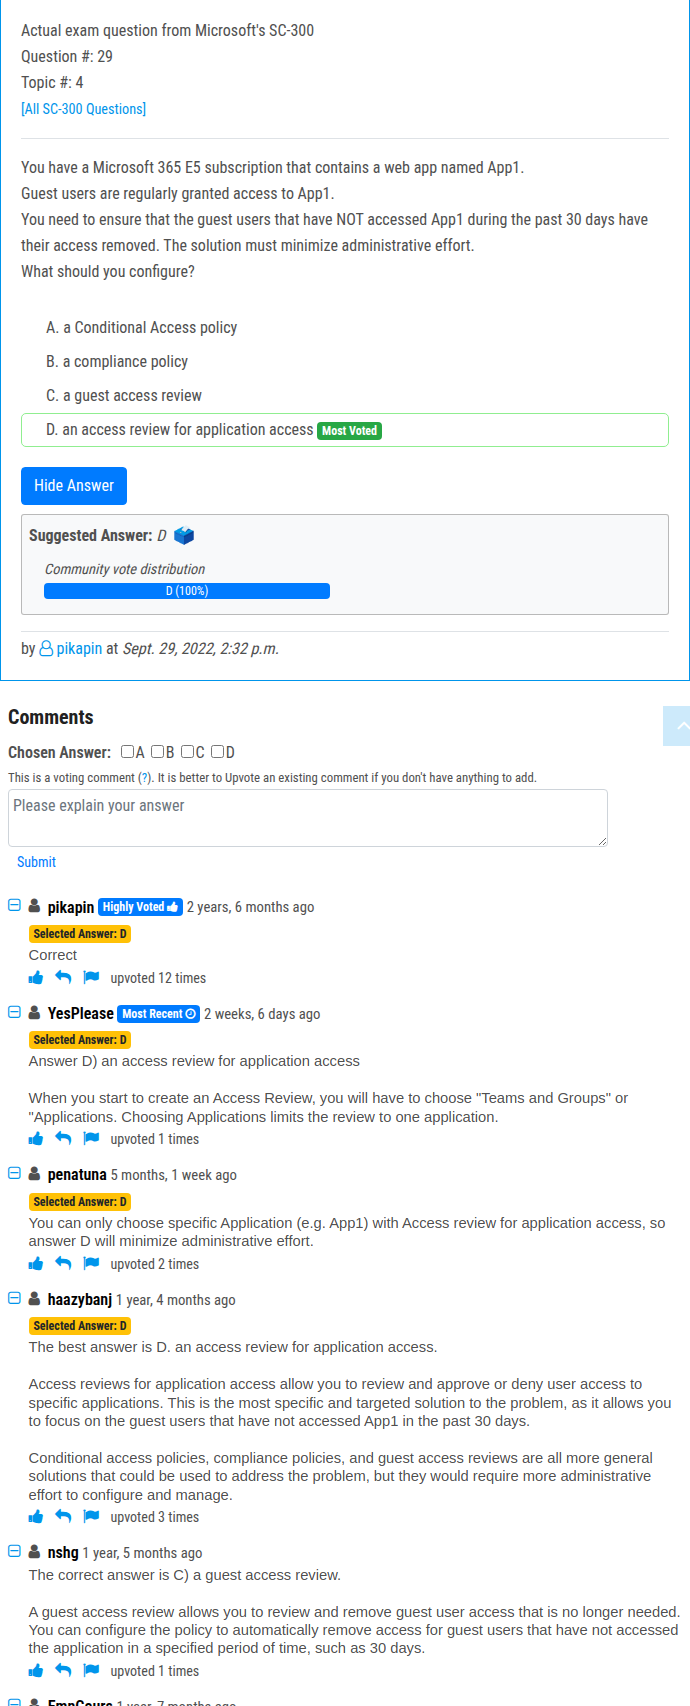 Actual exam question from Microsoft's SC-300
Question #: 29
Topic #: 4
[All SC-300 Questions]
You have a Microsoft 365 E5 subscription that contains a web app named App1.
Guest users are regularly granted access to App1.
You need to ensure that the guest users that have NOT accessed App1 during the past 30 days have
their access removed. The solution must minimize administrative effort.
What should you configure?
A. a Conditional Access policy
B. a compliance policy
C. a guest access review
D. an access review for application access Most Voted
Hide Answer
Suggested Answer: D
Community vote distribution
D (100%)
by pikapin at Sept. 29, 2022, 2:32 p.m.
Comments
Chosen Answer: A B C D
This is a voting comment (?). It is better to Upvote an existing comment if you don't have anything to add.
Please explain your answer
Submit
pikapin Highly Voted 2 years, 6 months ago
Selected Answer: D
Correct
upvoted 12 times
YesPlease Most Recent 2 weeks, 6 days ago
Selected Answer: D
Answer D) an access review for application access
When you start to create an Access Review, you will have to choose "Teams and Groups" or
"Applications. Choosing Applications limits the review to one application.
upvoted 1 times
penatuna 5 months, 1 week ago
Selected Answer: D
You can only choose specific Application (e.g. App1) with Access review for application access, so
answer D will minimize administrative effort.
upvoted 2 times
haazybanj 1 year, 4 months ago
Selected Answer: D
The best answer is D. an access review for application access.
Access reviews for application access allow you to review and approve or deny user access to
specific applications. This is the most specific and targeted solution to the problem, as it allows you
to focus on the guest users that have not accessed App1 in the past 30 days.
Conditional access policies, compliance policies, and guest access reviews are all more general
solutions that could be used to address the problem, but they would require more administrative
effort to configure and manage.
upvoted 3 times
nshg 1 year, 5 months ago
The correct answer is C) a guest access review.
A guest access review allows you to review and remove guest user access that is no longer needed.
You can configure the policy to automatically remove access for guest users that have not accessed
the application in a specified period of time, such as 30 days.
upvoted 1 times